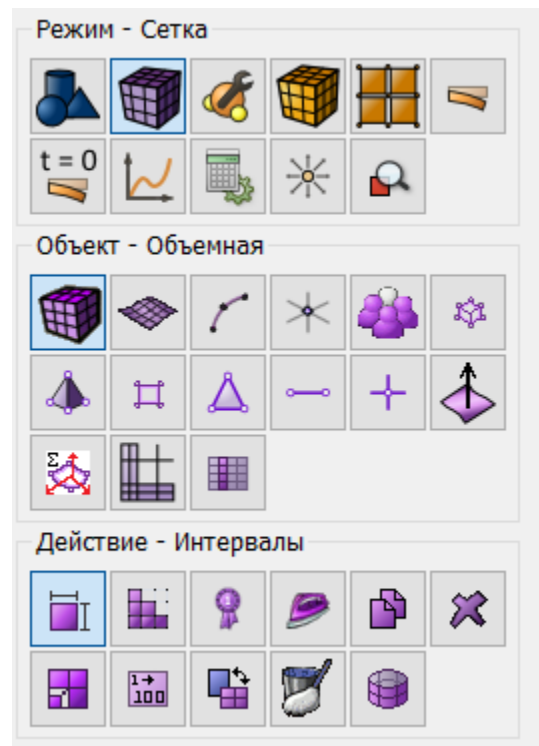 Режим - Сетка
t = 0
Объект - Объемная
Σ
Действие - Интервалы
1
1→
100